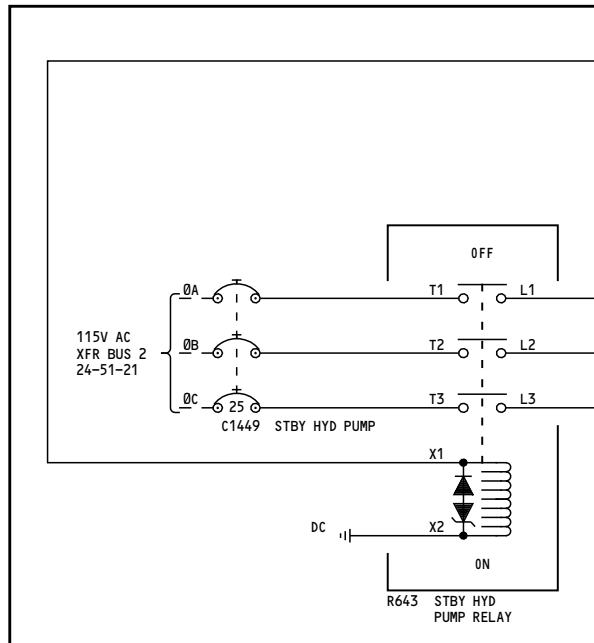 OFF
ØA
T1
L1
115V AC
XFR BUS 2
24-51-21
ØB
T2
L2
ØC
25
T3
L3
C1449 STBY HYD PUMP
X1
DC
X2
ON
R643 STBY HYD
PUMP RELAY